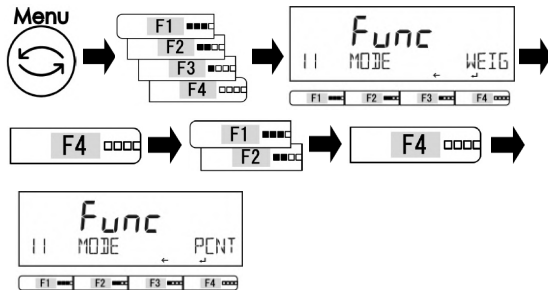 Menu
F1
F2
F3
F4
Func
11 MODE WEIG
F1 F2 F3 F4
F4
F1
F2
F4
Func
11 MODE PCNT
F1 F2 F3 F4